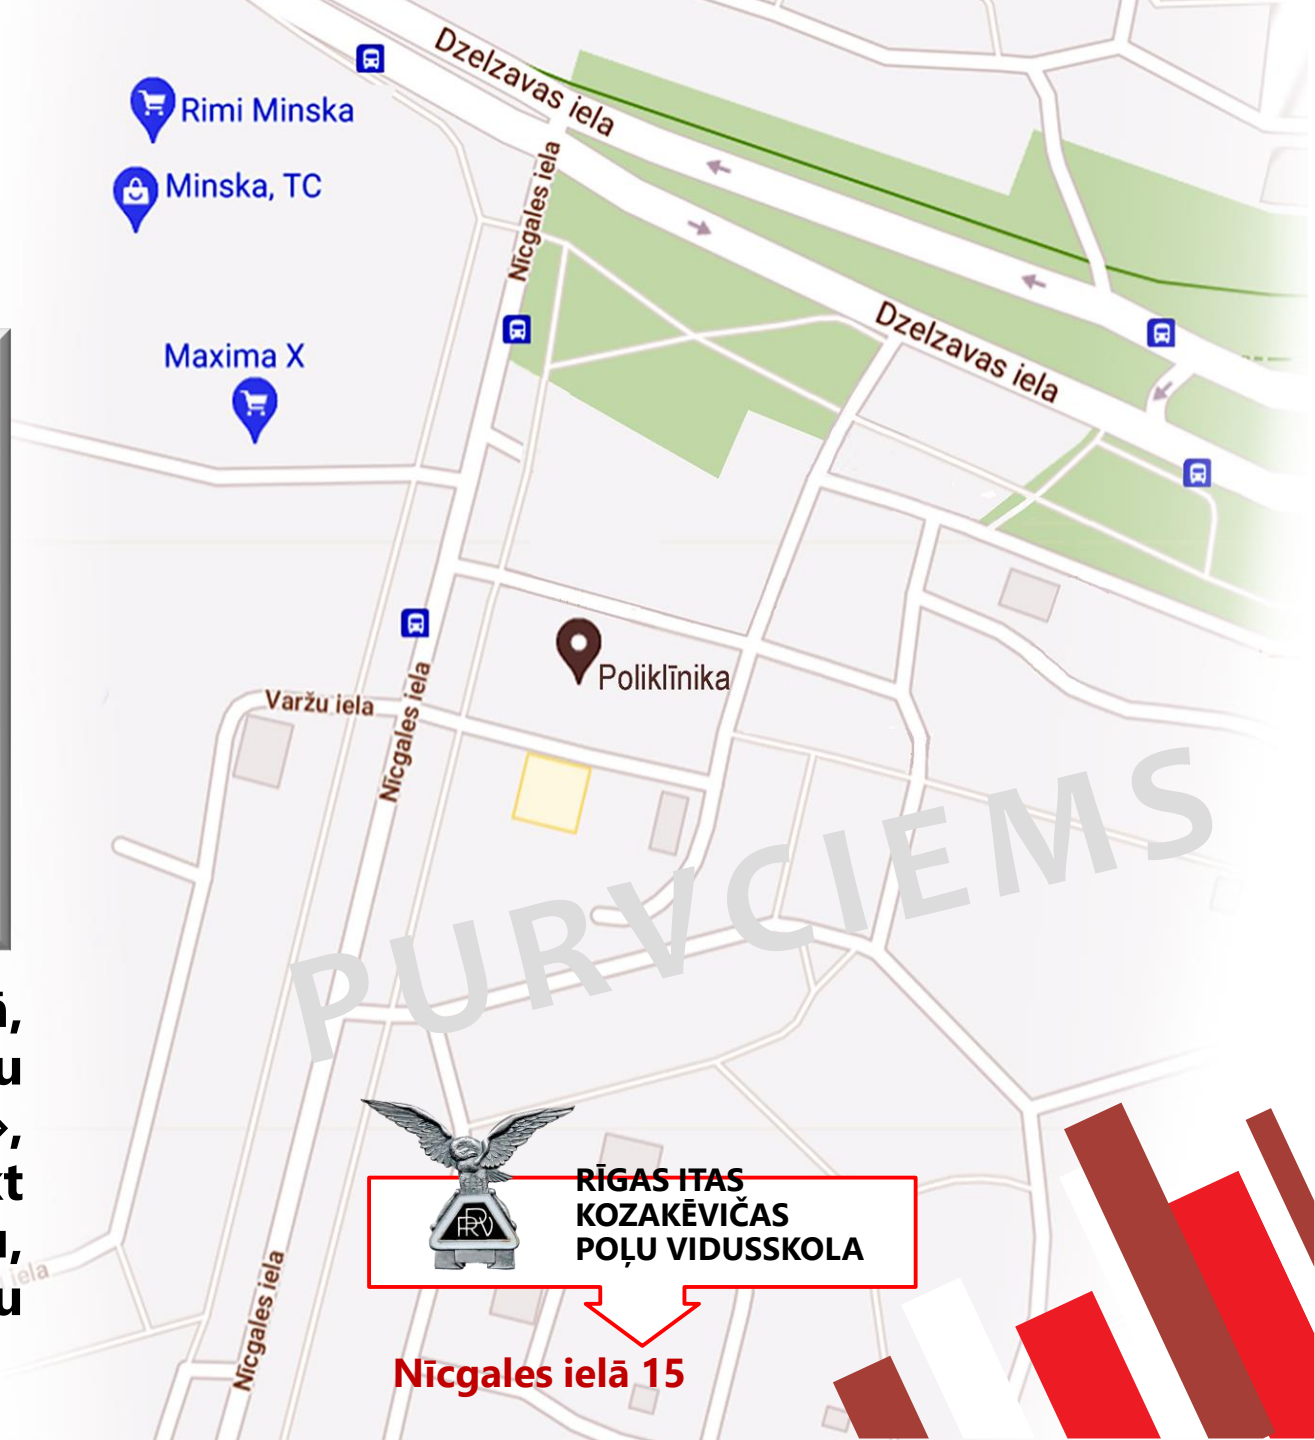 Dzelzavas iela
Rimi Minska
Minska, TC
Nīcgales iela
Dzelzavas iela
Maxima X
Poliklīnika
Varžu iela
Nīcgales iela
PURVCIEMS
ā,
u
»,
t
,
u
iela
RĪGAS ITAS
KOZAKĒVIČAS
POĻU VIDUSSKOLA
Nīcgales iela
Nīcgales ielā 15